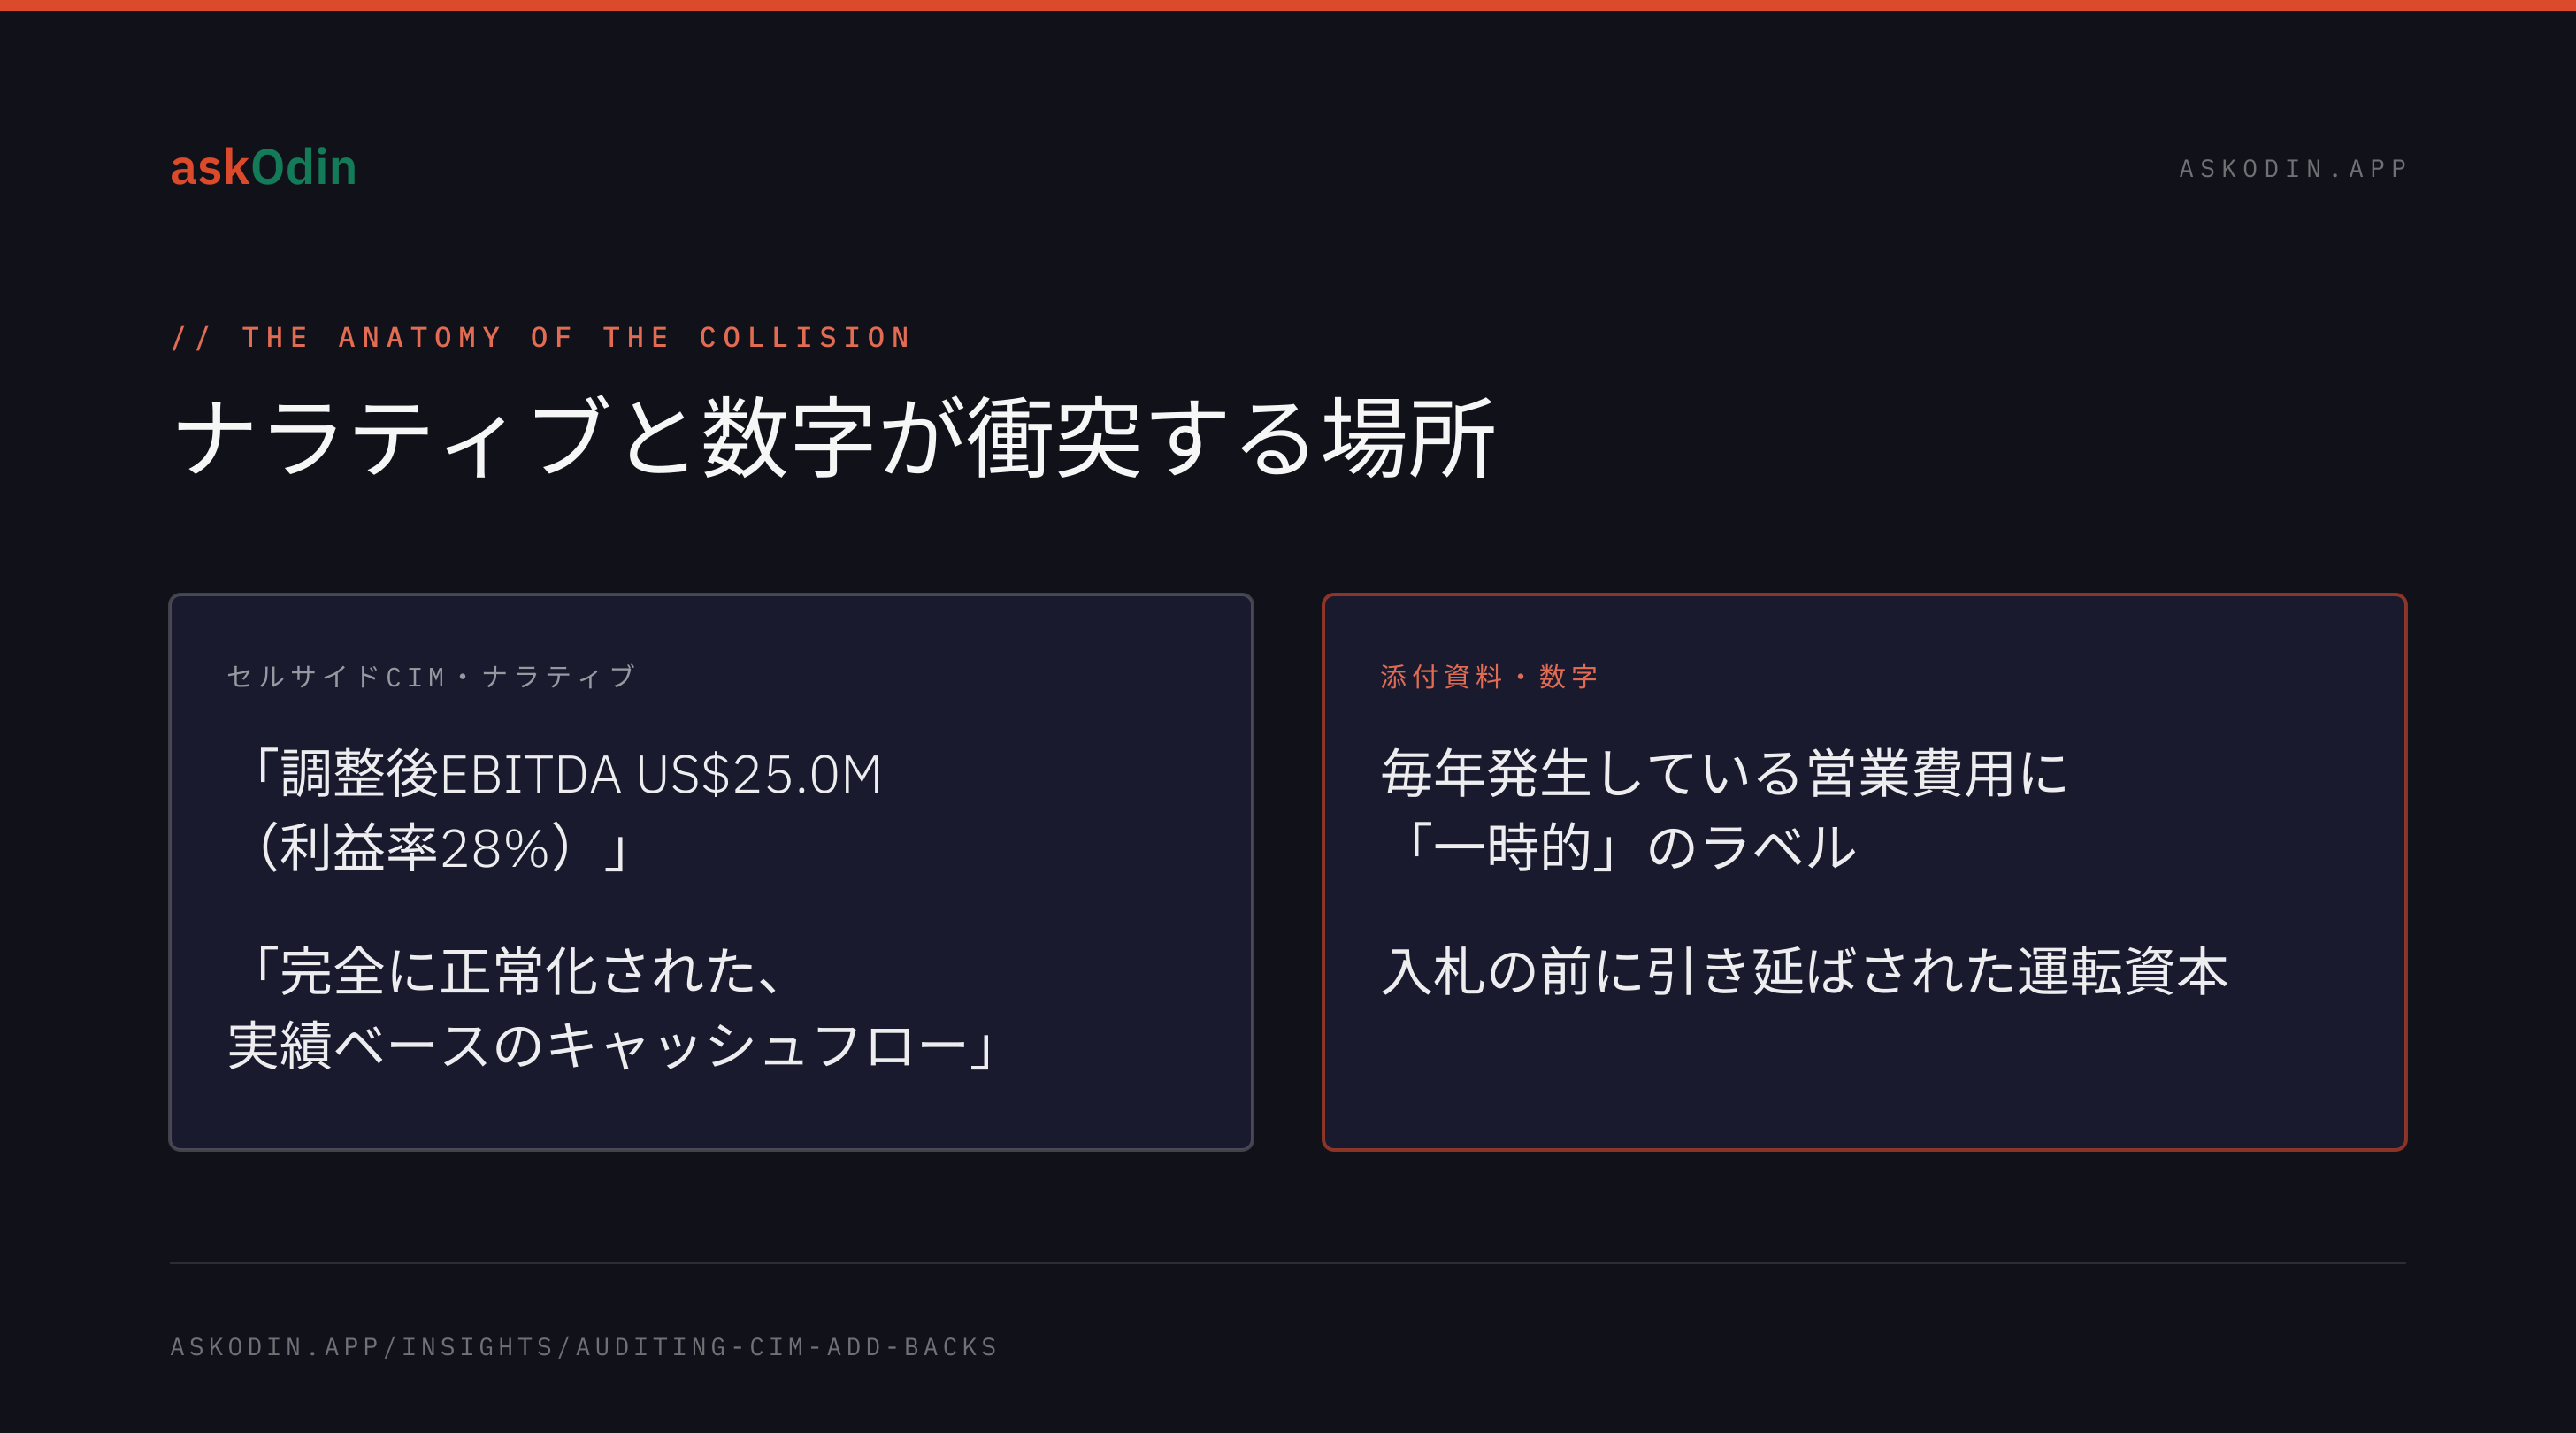 askOdin
ASKODIN.APP
// THE ANATOMY OF THE COLLISION
ナラティブと数字が衝突する場所
セルサイドCIM・ナラティブ
「調整後EBITDA US$25.0M
（利益率28%）」
「完全に正常化された、
実績ベースのキャッシュフロー」
添付資料・数字
毎年発生している営業費用に
「一時的」のラベル
入札の前に引き延ばされた運転資本
ASKODIN.APP/INSIGHTS/AUDITING-CIM-ADD-BACKS